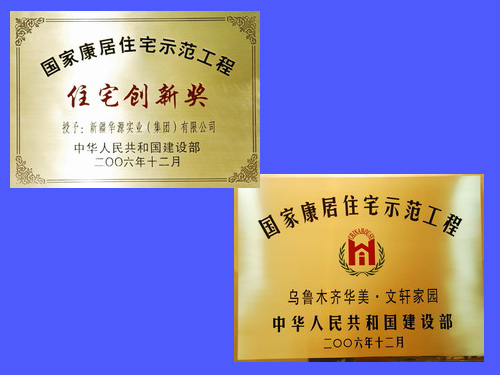 国家康居住宅示范工程
住宅创新奖
授予：新疆华源实业（集团）有限公司
中华人民共和国建设部
二〇〇六年十二月
国家康居住宅示范工程
CHINAHOUSE
乌鲁木齐华美·文轩家园
中华人民共和国建设部
二〇〇六年十二月